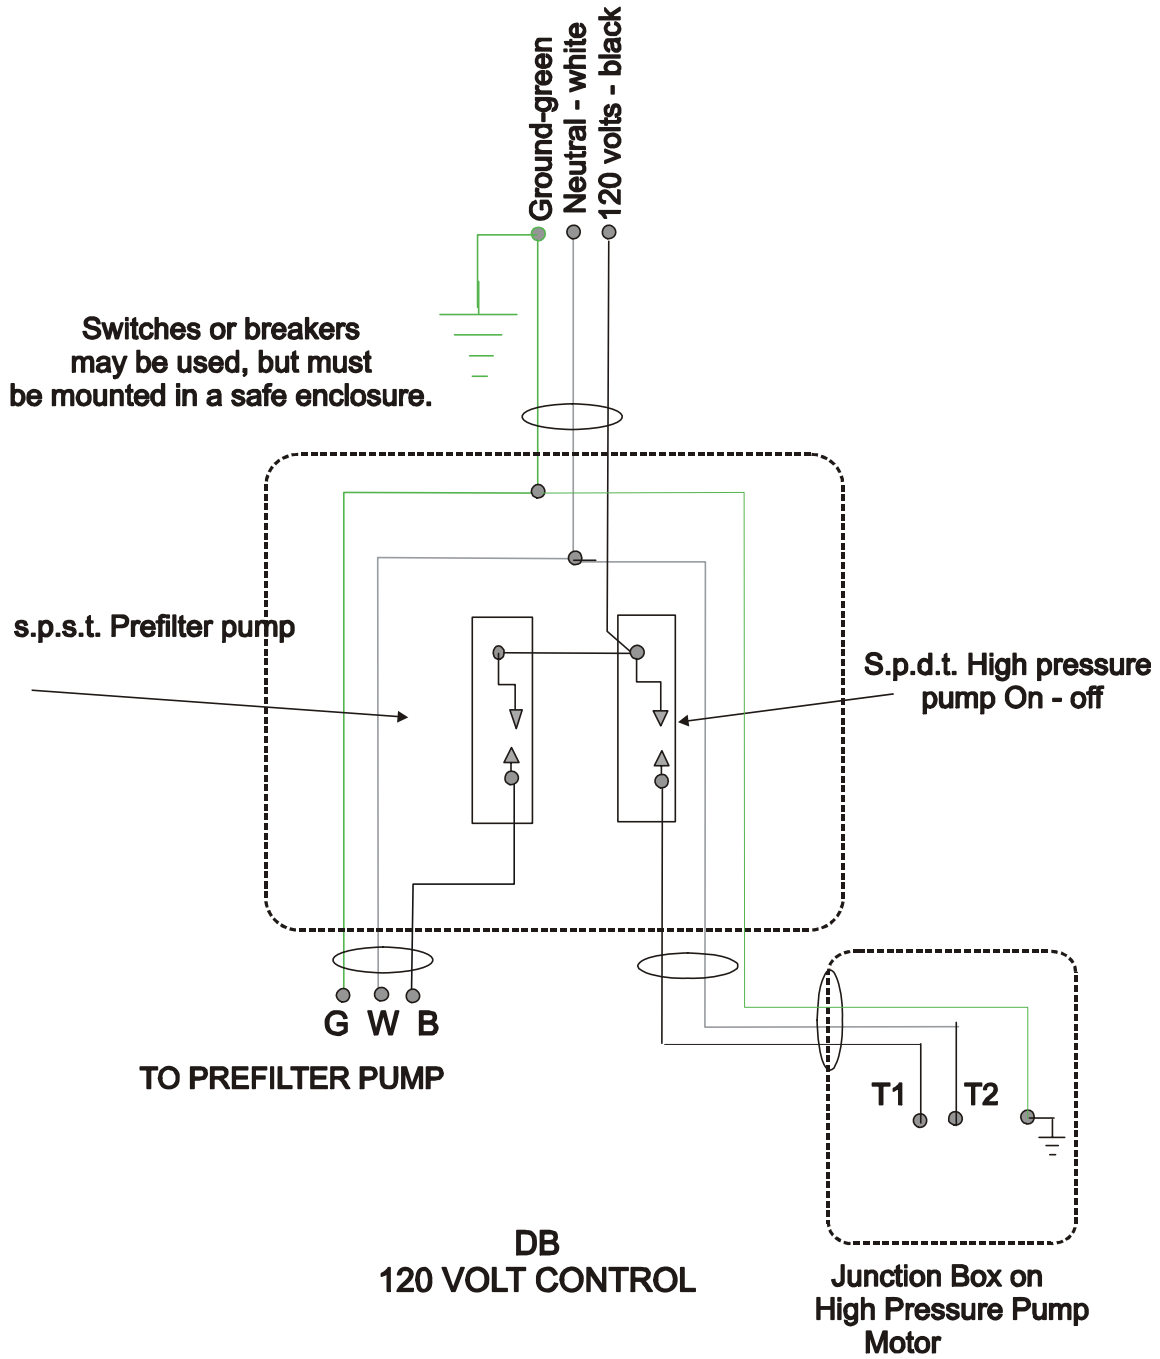 Ground-green
Neutral - white
120 volts - black
Switches or breakers
may be used, but must
be mounted in a safe enclosure.
s.p.s.t. Prefilter pump
S.p.d.t. High pressure
pump On - off
G W B
TO PREFILTER PUMP
T1 T2
DB
120 VOLT CONTROL
Junction Box on
High Pressure Pump
Motor